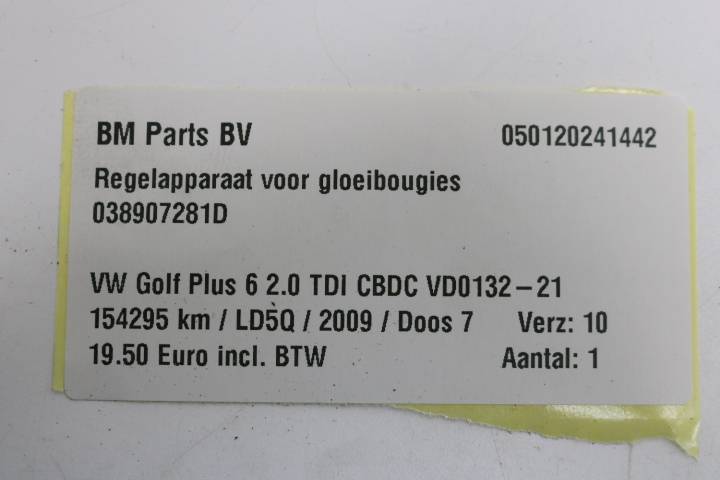 BM Parts BV 050120241442
Regelapparaat voor gloeibougies
038907281D
VW Golf Plus 6 2.0 TDI CBDC VD0132-21
154295 km / LD5Q / 2009 / Doos 7 Verz: 10
19.50 Euro incl. BTW Aantal: 1